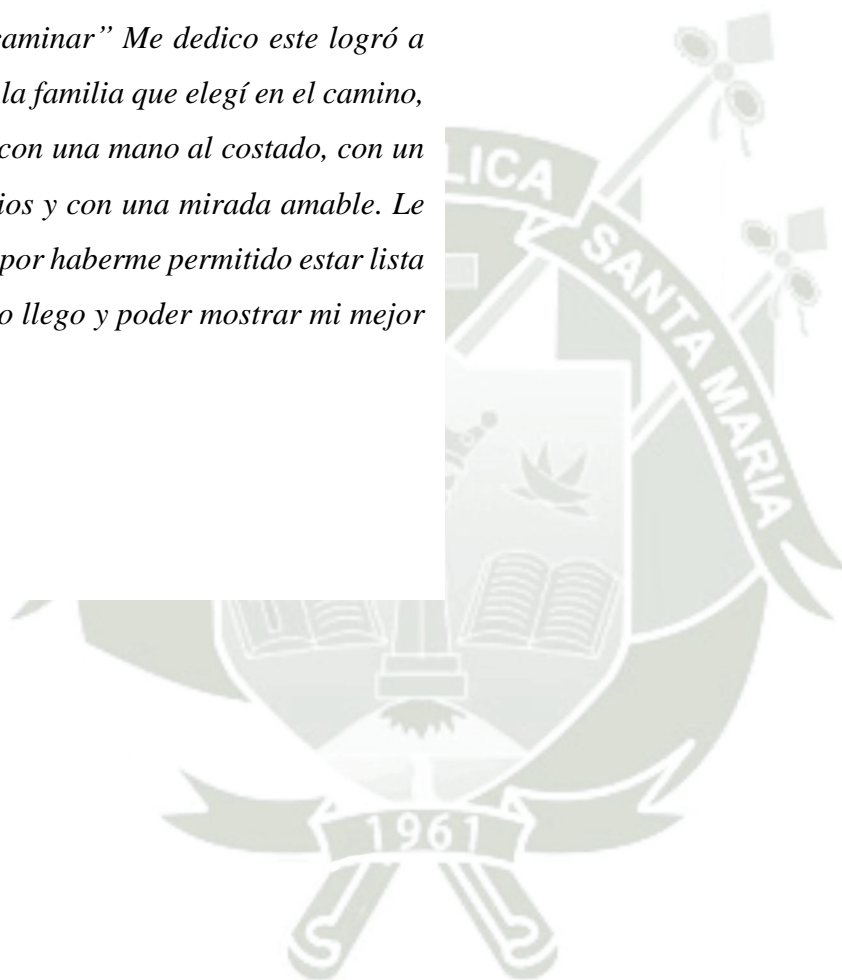 caminar” Me dedico este logró a
la familia que elegí en el camino,
con una mano al costado, con un
ios y con una mirada amable. Le
por haberme permitido estar lista
o llego y poder mostrar mi mejor
LICA
SANTA MARIA
1961